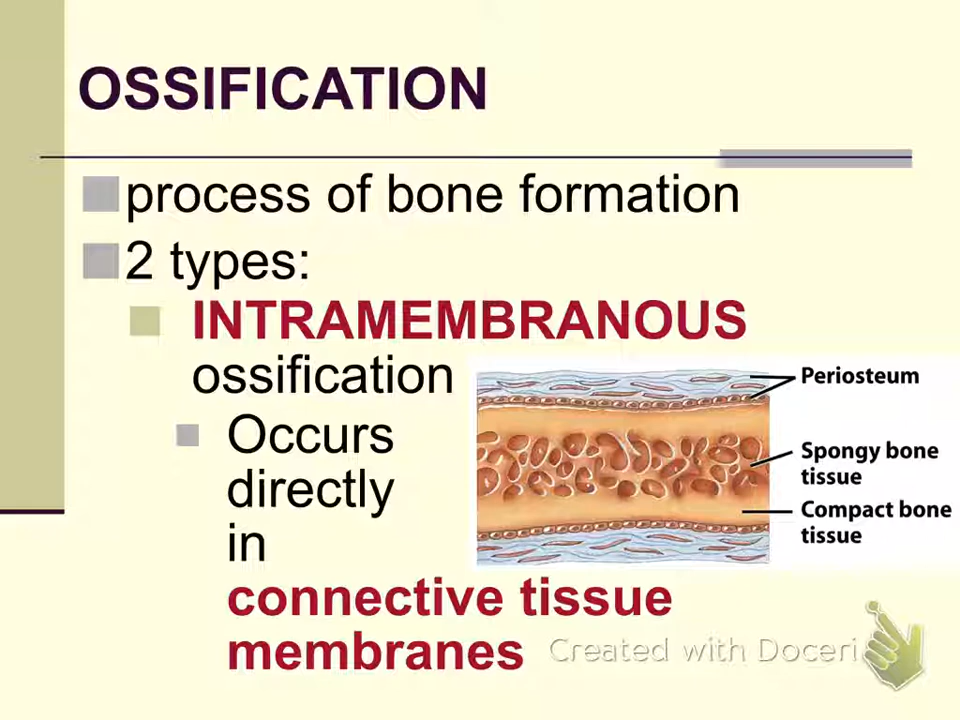 OSSIFICATION
process of bone formation
2 types:
INTRAMEMBRANOUS
ossification
Occurs
directly
in
connective tissue
membranes
Periosteum
Spongy bone
tissue
Compact bone
tissue
Created with Doceri